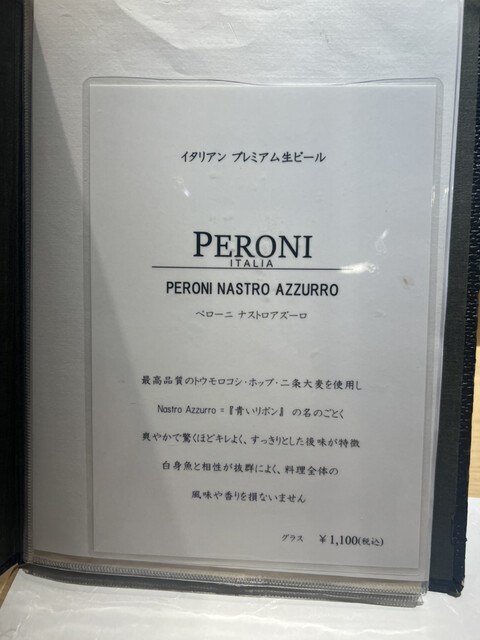 イタリアン プレミアム生ビール
PERONI
ITALIA
PERONI NASTRO AZZURRO
ペローニ ナストロアズーロ
最高品質のトウモロコシ・ホップ・二条大麦を使用し
Nastro Azzurro = 『青いリボン』 の名のごとく
爽やかで驚くほどキレよく、すっきりとした後味が特徴
白身魚と相性が抜群によく、料理全体の
風味や香りを損ないません
グラス ￥1,100(税込)